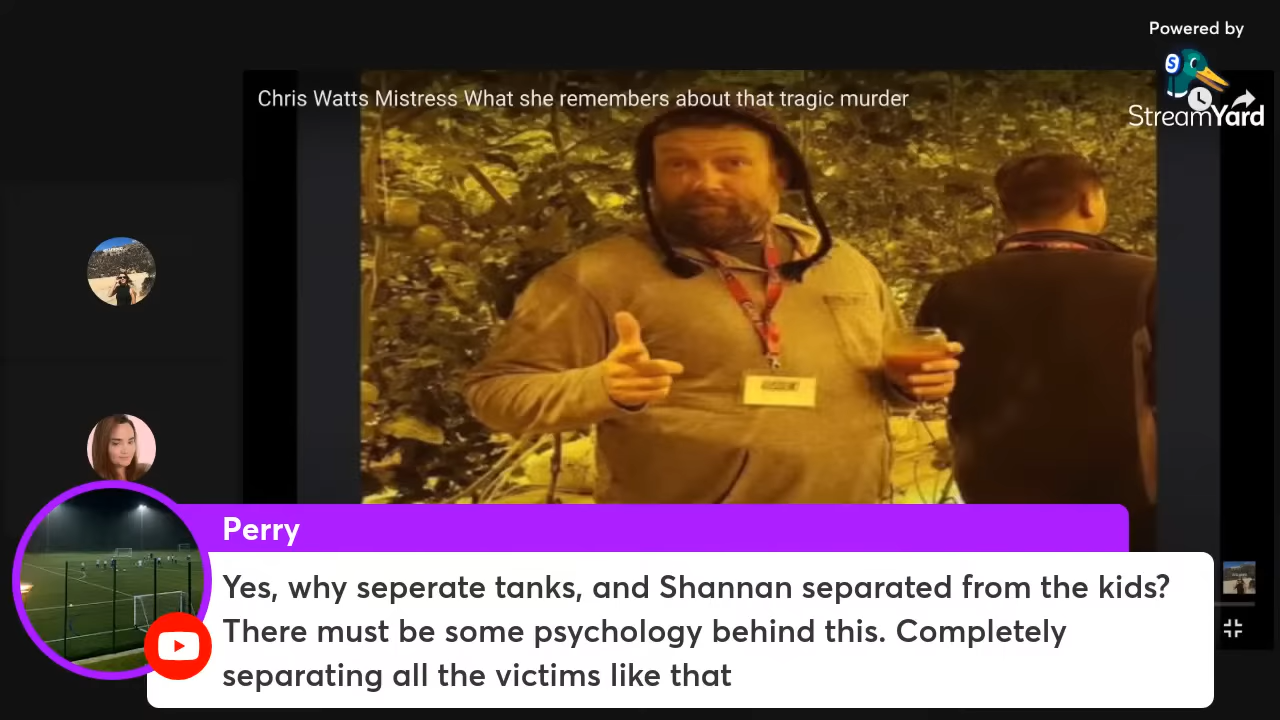 Powered by
StreamYard
Chris Watts Mistress What she remembers about that tragic murder
Perry
Yes, why seperate tanks, and Shannan separated from the kids?
There must be some psychology behind this. Completely
separating all the victims like that